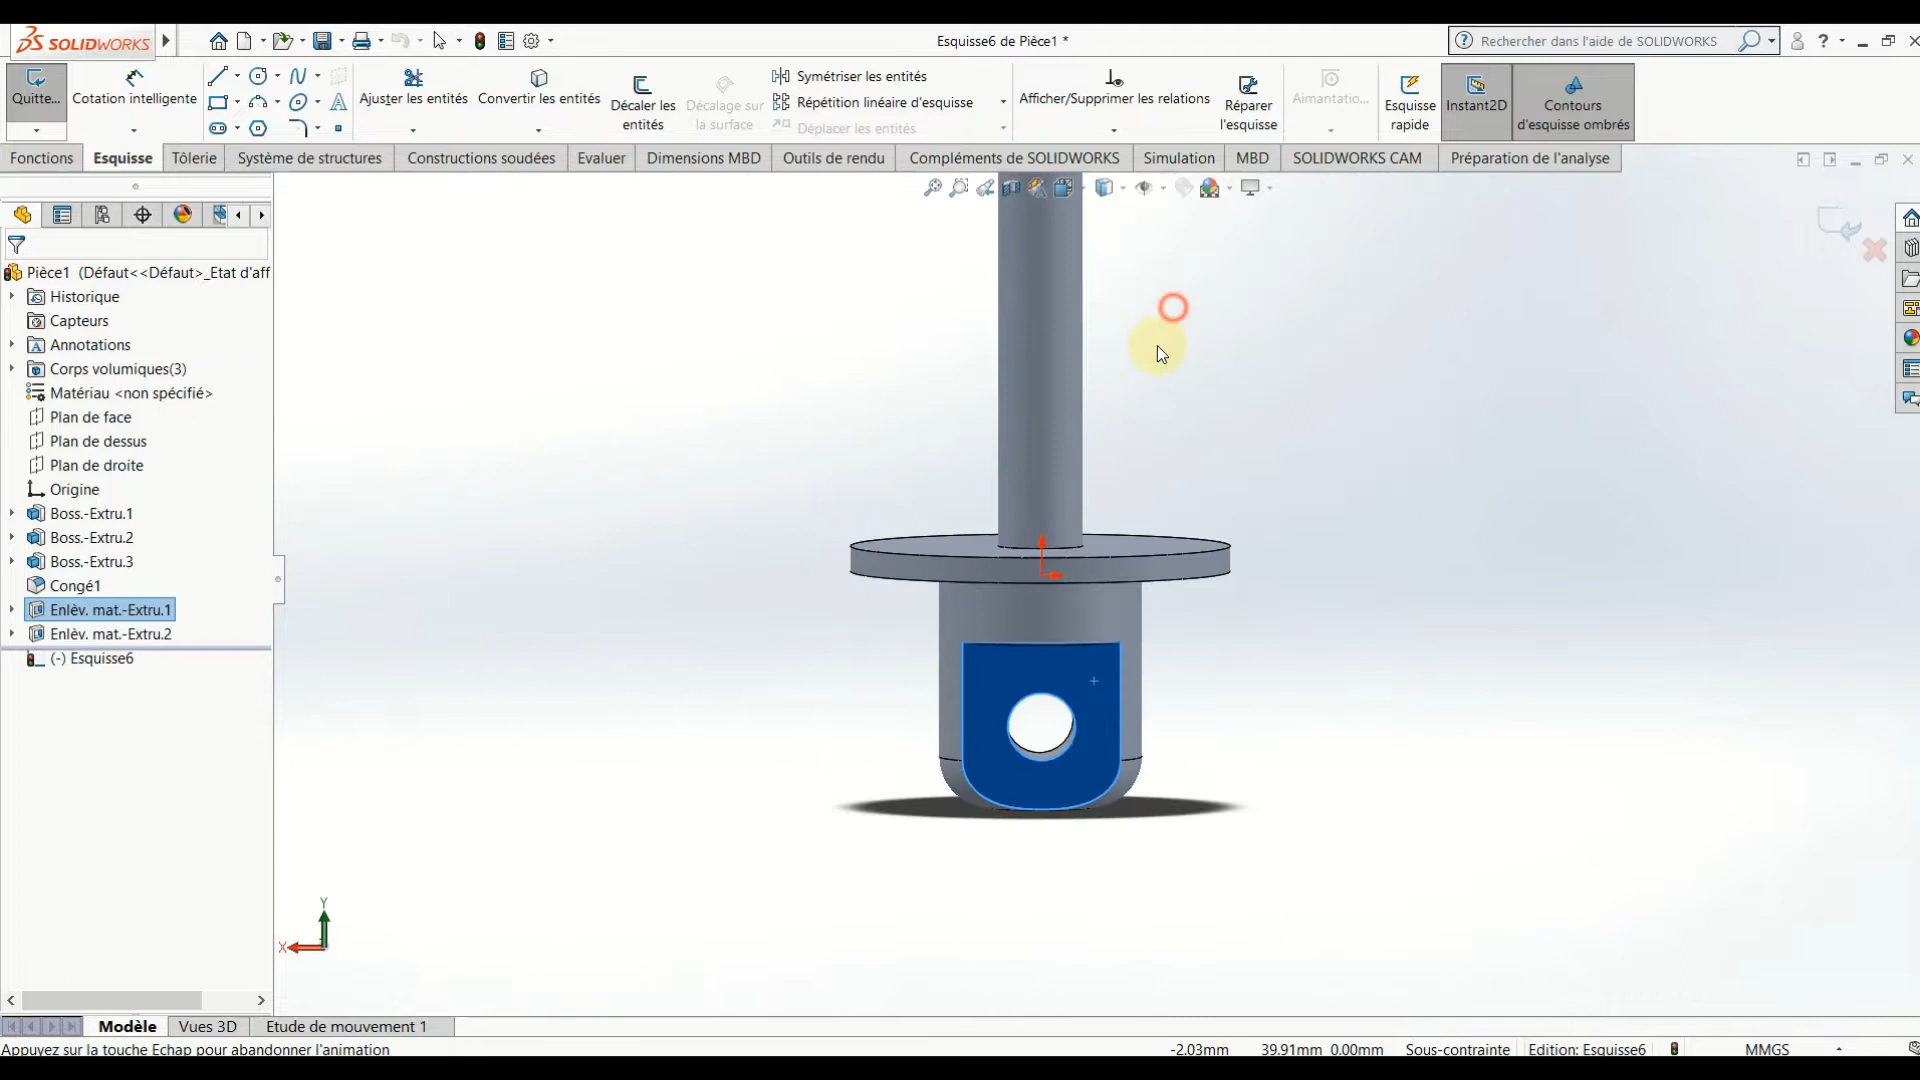 SOLIDWORKS
Esquisse6 de Pièce1 *
Rechercher dans l'aide de SOLIDWORKS
?
Quitte...
Cotation intelligente
Ajuster les entités
Convertir les entités
Décaler les entités
Décalage sur la surface
Symétriser les entités
Répétition linéaire d'esquisse
Déplacer les entités
Afficher/Supprimer les relations
Réparer l'esquisse
Aimantatio...
Esquisse rapide
Instant2D
Contours d'esquisse ombrés
Fonctions
Esquisse
Tôlerie
Système de structures
Constructions soudées
Evaluer
Dimensions MBD
Outils de rendu
Compléments de SOLIDWORKS
Simulation
MBD
SOLIDWORKS CAM
Préparation de l'analyse
Pièce1 (Défaut<<Défaut>_Etat d'aff
Historique
Capteurs
Annotations
Corps volumiques(3)
Matériau <non spécifié>
Plan de face
Plan de dessus
Plan de droite
Origine
Boss.-Extru.1
Boss.-Extru.2
Boss.-Extru.3
Congé1
Enlèv. mat.-Extru.1
Enlèv. mat.-Extru.2
(-) Esquisse6
Y
X
Modèle
Vues 3D
Etude de mouvement 1
Appuyez sur la touche Echap pour abandonner l'animation
-2.03mm
39.91mm
0.00mm
Sous-contrainte
Edition: Esquisse6
MMGS